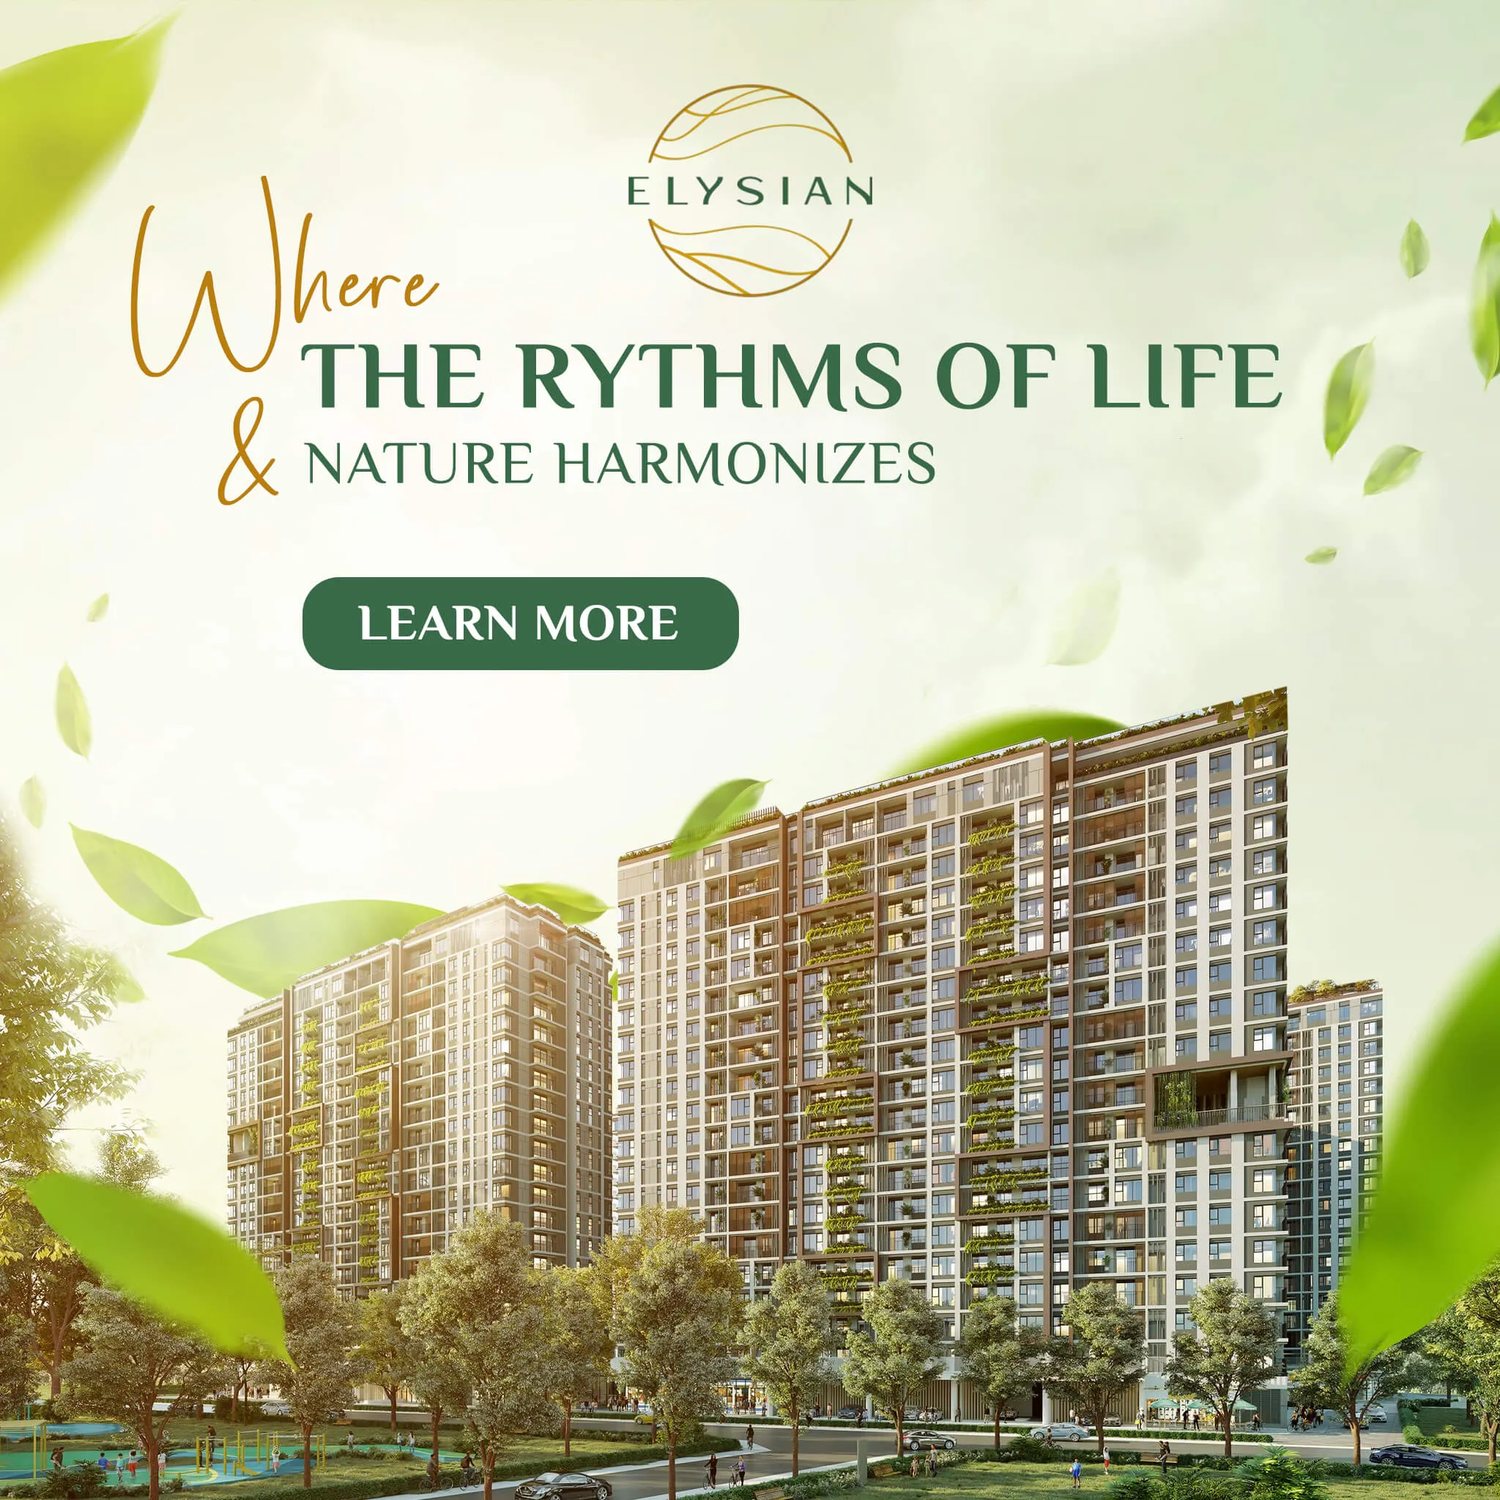 ELYSIAN
Where
THE RYTHMS OF LIFE
& NATURE HARMONIZES
LEARN MORE